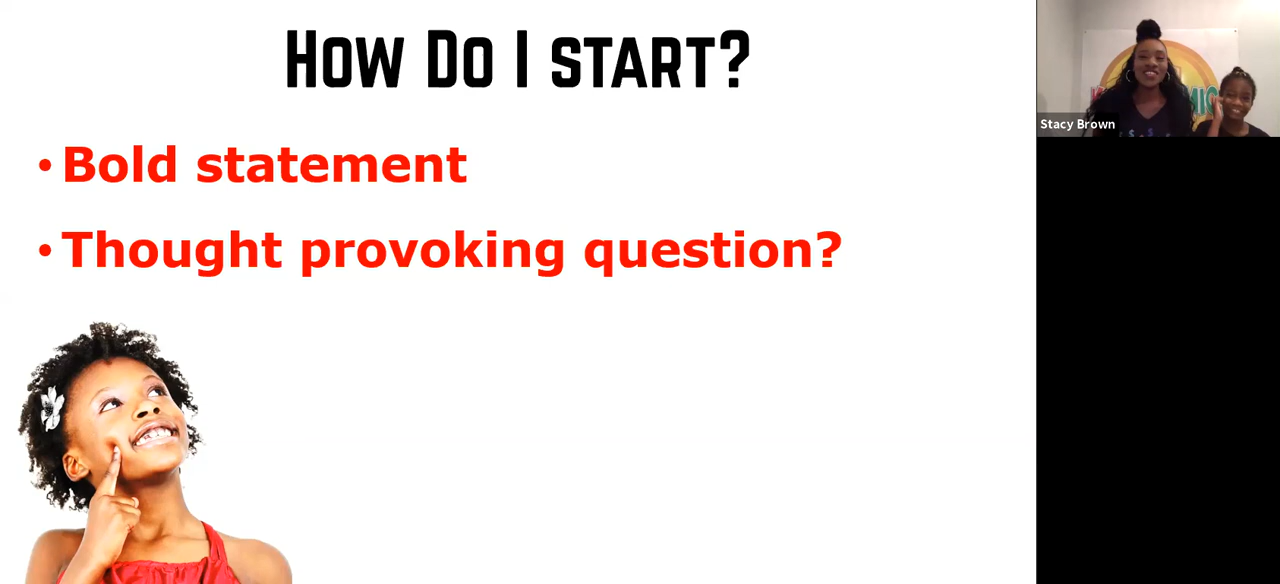 How Do I start?
• Bold statement
• Thought provoking question?
Stacy Brown